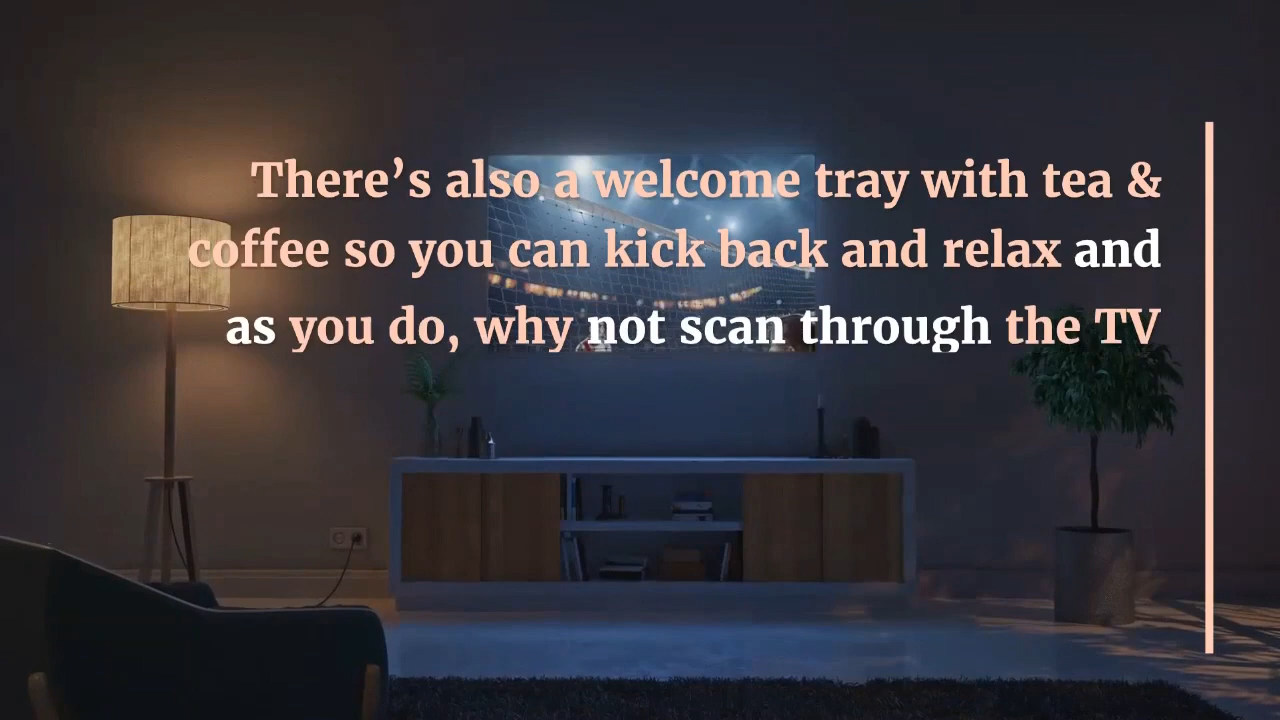 There’s also a welcome tray with tea &
coffee so you can kick back and relax and
as you do, why not scan through the TV